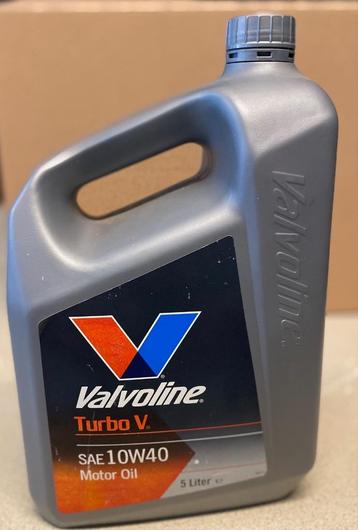 Valvoline
Valvoline®
Turbo V®
SAE 10W40
Motor Oil
5 Liter ℮